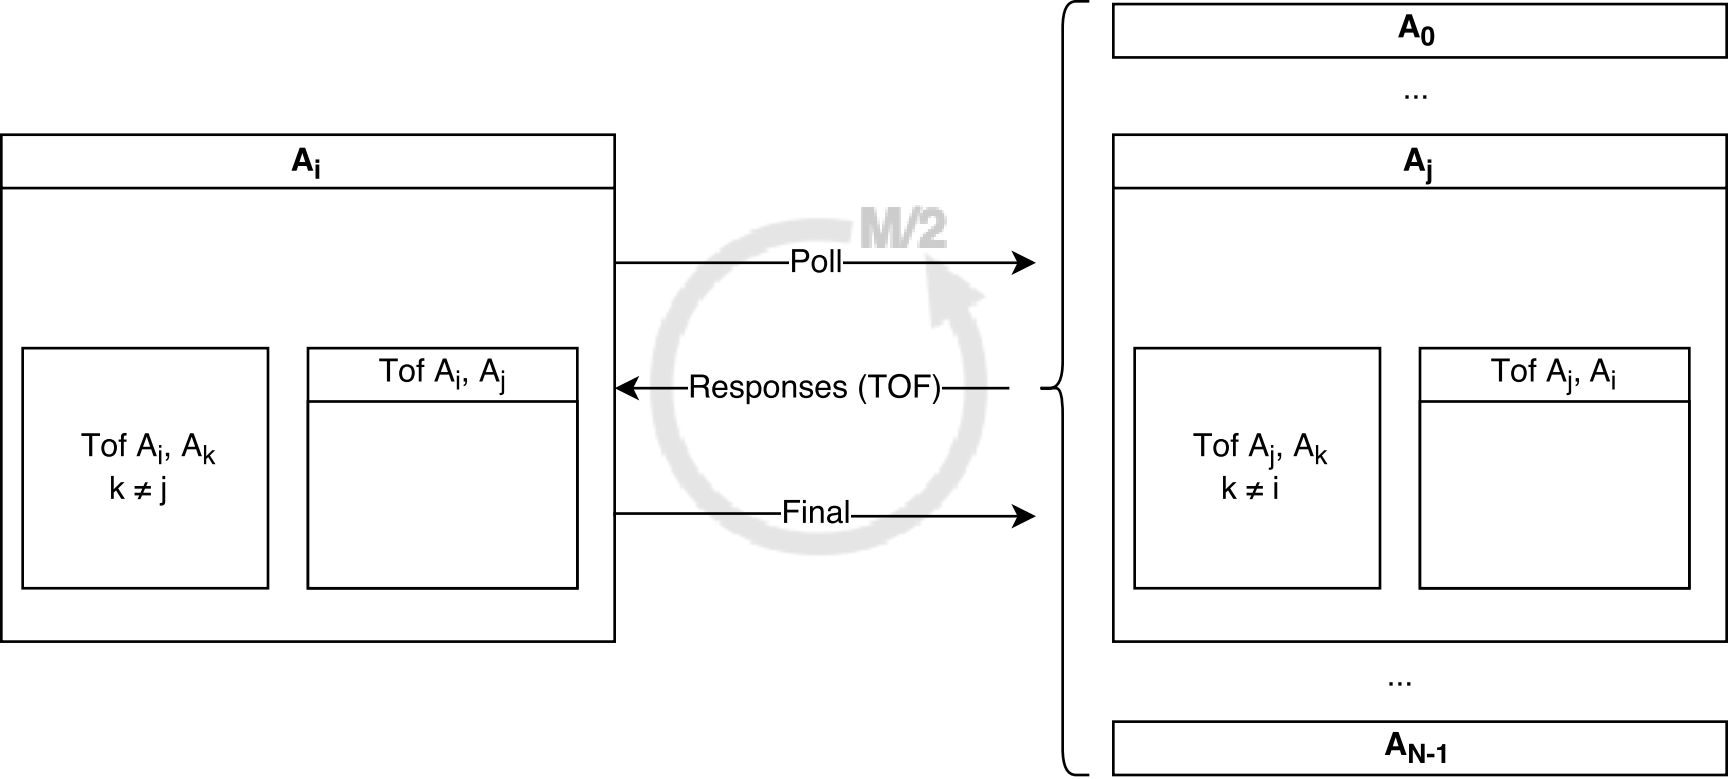 A₀
...
Aᵢ
Aⱼ
M/2
Poll
Tof Aᵢ, Aⱼ
Responses (TOF)
Tof Aⱼ, Aᵢ
Tof Aᵢ, Aₖ
k ≠ j
Tof Aⱼ, Aₖ
k ≠ i
Final
...
A_N-1